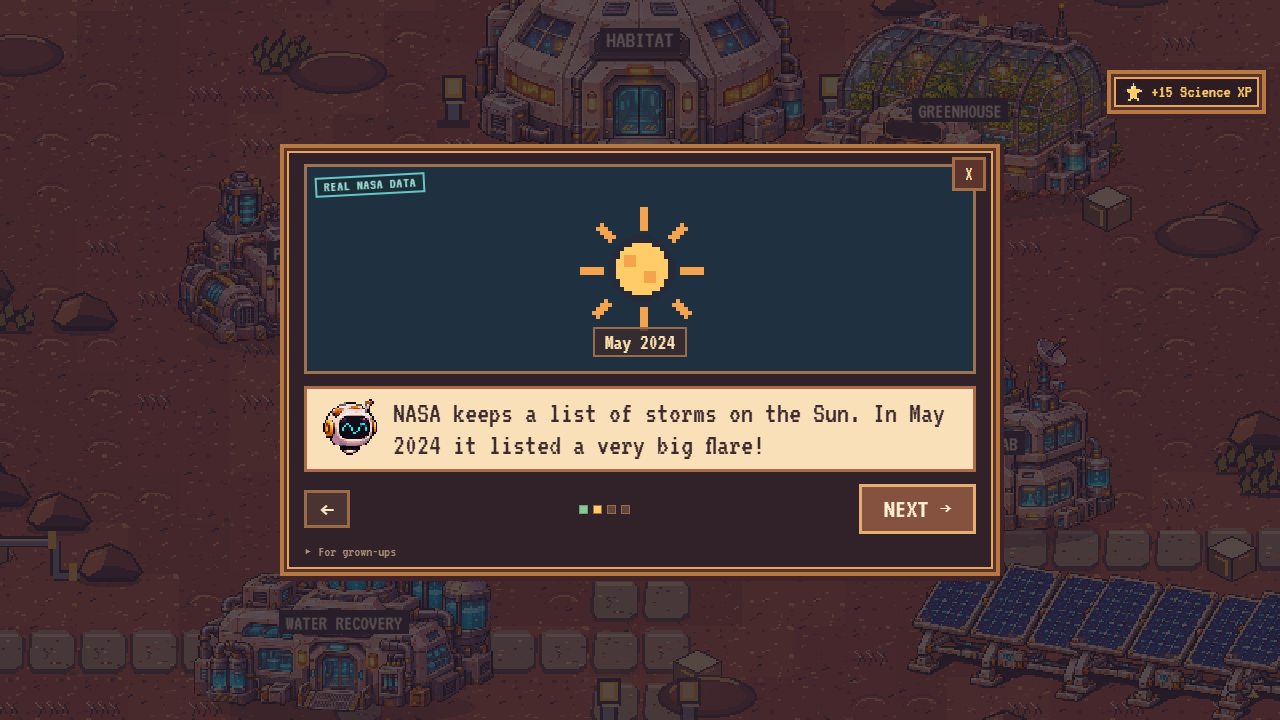 HABITAT
GREENHOUSE
+15 Science XP
REAL NASA DATA
X
May 2024
NASA keeps a list of storms on the Sun. In May
2024 it listed a very big flare!
AB
←
NEXT →
▸ For grown-ups
WATER RECOVERY